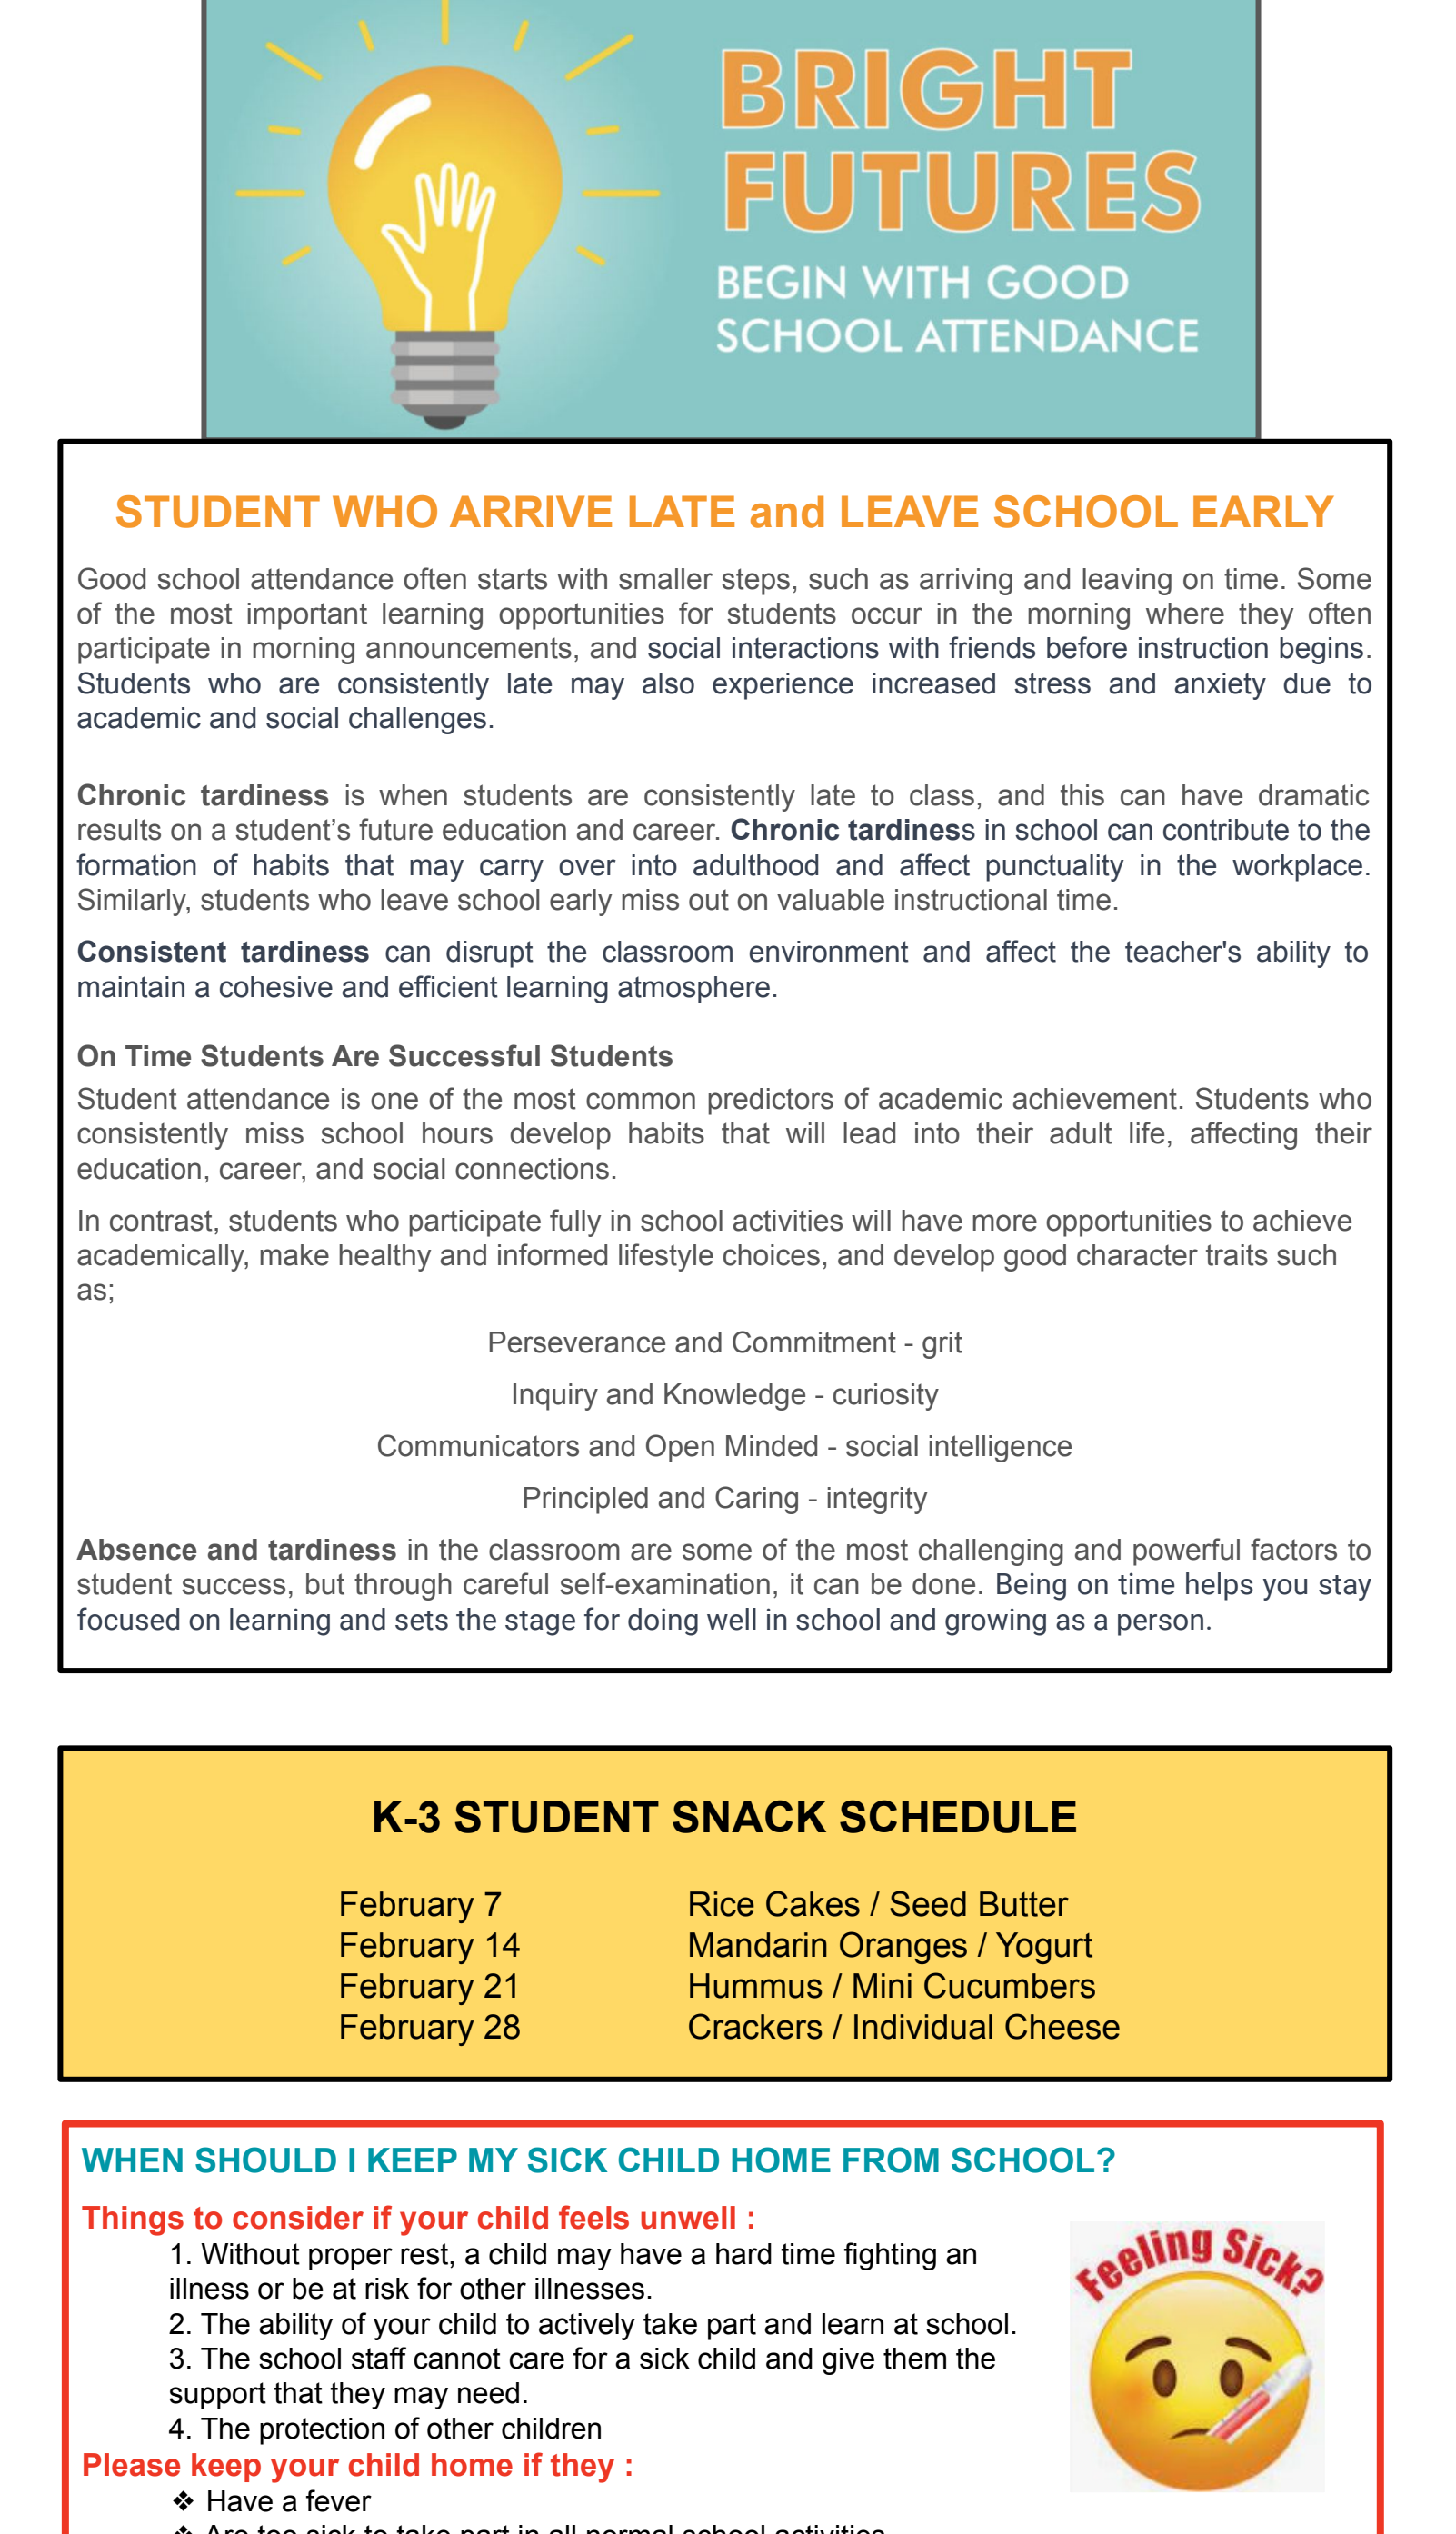 BRIGHT
FUTURES
BEGIN WITH GOOD
SCHOOL ATTENDANCE
STUDENT WHO ARRIVE LATE and LEAVE SCHOOL EARLY
Good school attendance often starts with smaller steps, such as arriving and leaving on time. Some
of the most important learning opportunities for students occur in the morning where they often
participate in morning announcements, and social interactions with friends before instruction begins.
Students who are consistently late may also experience increased stress and anxiety due to
academic and social challenges.
Chronic tardiness is when students are consistently late to class, and this can have dramatic
results on a student’s future education and career. Chronic tardiness in school can contribute to the
formation of habits that may carry over into adulthood and affect punctuality in the workplace.
Similarly, students who leave school early miss out on valuable instructional time.
Consistent tardiness can disrupt the classroom environment and affect the teacher's ability to
maintain a cohesive and efficient learning atmosphere.
On Time Students Are Successful Students
Student attendance is one of the most common predictors of academic achievement. Students who
consistently miss school hours develop habits that will lead into their adult life, affecting their
education, career, and social connections.
In contrast, students who participate fully in school activities will have more opportunities to achieve
academically, make healthy and informed lifestyle choices, and develop good character traits such
as;
Perseverance and Commitment - grit
Inquiry and Knowledge - curiosity
Communicators and Open Minded - social intelligence
Principled and Caring - integrity
Absence and tardiness in the classroom are some of the most challenging and powerful factors to
student success, but through careful self-examination, it can be done. Being on time helps you stay
focused on learning and sets the stage for doing well in school and growing as a person.
K-3 STUDENT SNACK SCHEDULE
February 7 Rice Cakes / Seed Butter
February 14 Mandarin Oranges / Yogurt
February 21 Hummus / Mini Cucumbers
February 28 Crackers / Individual Cheese
WHEN SHOULD I KEEP MY SICK CHILD HOME FROM SCHOOL?
Things to consider if your child feels unwell :
1. Without proper rest, a child may have a hard time fighting an
illness or be at risk for other illnesses.
2. The ability of your child to actively take part and learn at school.
3. The school staff cannot care for a sick child and give them the
support that they may need.
4. The protection of other children
Feeling Sick?
Please keep your child home if they :
❖ Have a fever
❖ Are too sick to take part in all normal school activities